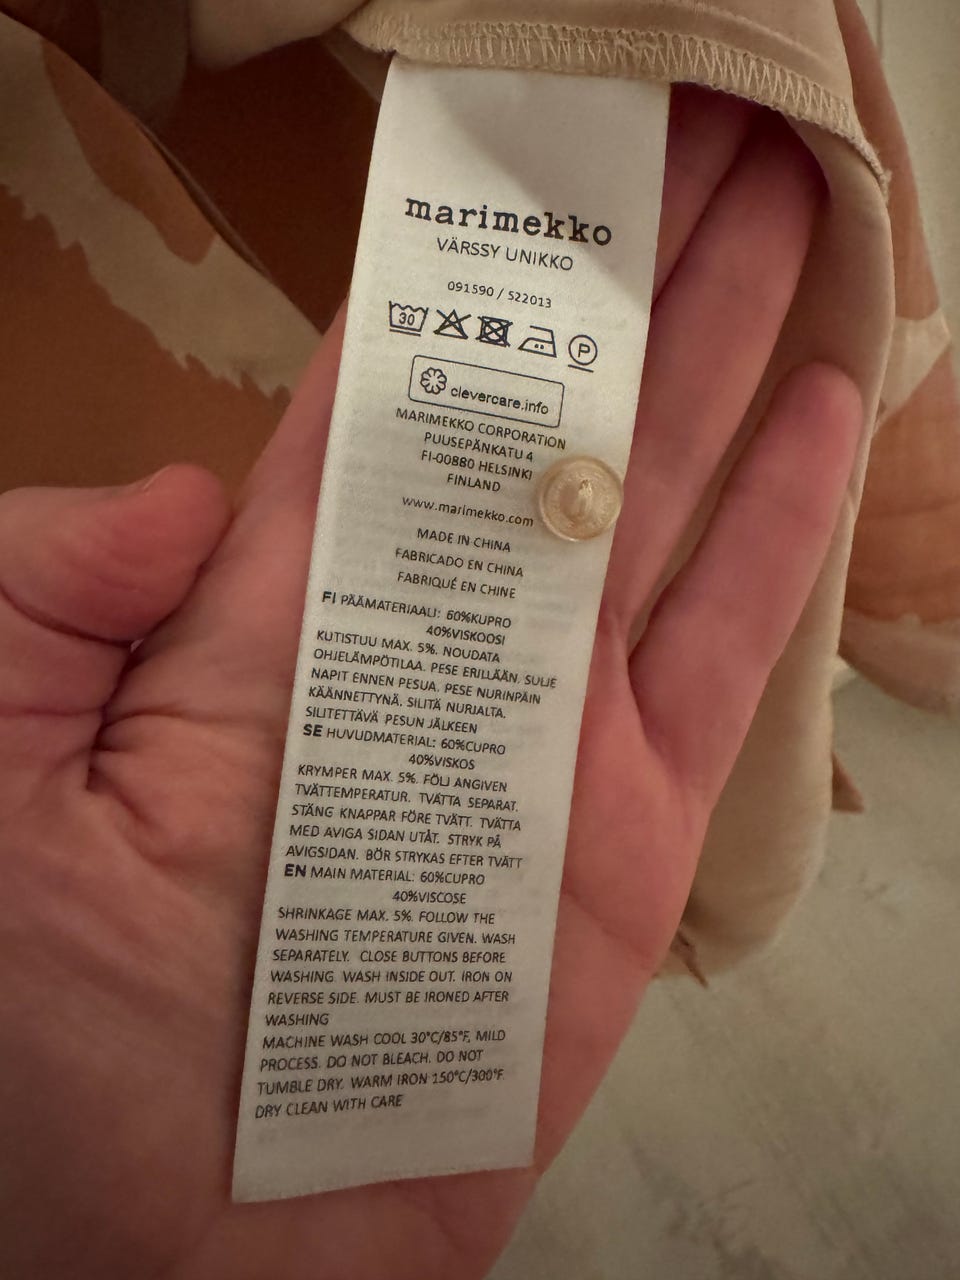 marimekko
VÄRSSY UNIKKO
091590 / 522013
30 P
clevercare.info
MARIMEKKO CORPORATION
PUUSEPÄNKATU 4
FI-00880 HELSINKI
FINLAND
www.marimekko.com
MADE IN CHINA
FABRICADO EN CHINA
FABRIQUÉ EN CHINE
FI PÄÄMATERIAALI: 60%KUPRO
40%VISKOOSI
KUTISTUU MAX. 5%. NOUDATA
OHJELÄMPÖTILAA. PESE ERILLÄÄN. SULJE
NAPIT ENNEN PESUA. PESE NURINPÄIN
KÄÄNNETTYNÄ. SILITÄ NURJALTA.
SILITETTÄVÄ PESUN JÄLKEEN
SE HUVUDMATERIAL: 60%CUPRO
40%VISKOS
KRYMPER MAX. 5%. FÖLJ ANGIVEN
TVÄTTEMPERATUR. TVÄTTA SEPARAT.
STÄNG KNAPPAR FÖRE TVÄTT. TVÄTTA
MED AVIGA SIDAN UTÅT. STRYK PÅ
AVIGSIDAN. BÖR STRYKAS EFTER TVÄTT
EN MAIN MATERIAL: 60%CUPRO
40%VISCOSE
SHRINKAGE MAX. 5%. FOLLOW THE
WASHING TEMPERATURE GIVEN. WASH
SEPARATELY. CLOSE BUTTONS BEFORE
WASHING. WASH INSIDE OUT. IRON ON
REVERSE SIDE. MUST BE IRONED AFTER
WASHING
MACHINE WASH COOL 30°C/85°F, MILD
PROCESS. DO NOT BLEACH. DO NOT
TUMBLE DRY. WARM IRON 150°C/300°F.
DRY CLEAN WITH CARE